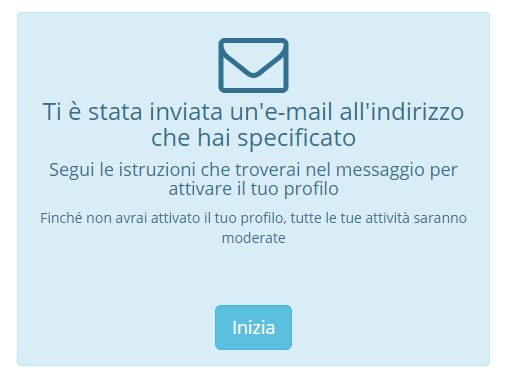 Ti è stata inviata un'e-mail all'indirizzo
che hai specificato
Segui le istruzioni che troverai nel messaggio per
attivare il tuo profilo
Finché non avrai attivato il tuo profilo, tutte le tue attività saranno
moderate
Inizia